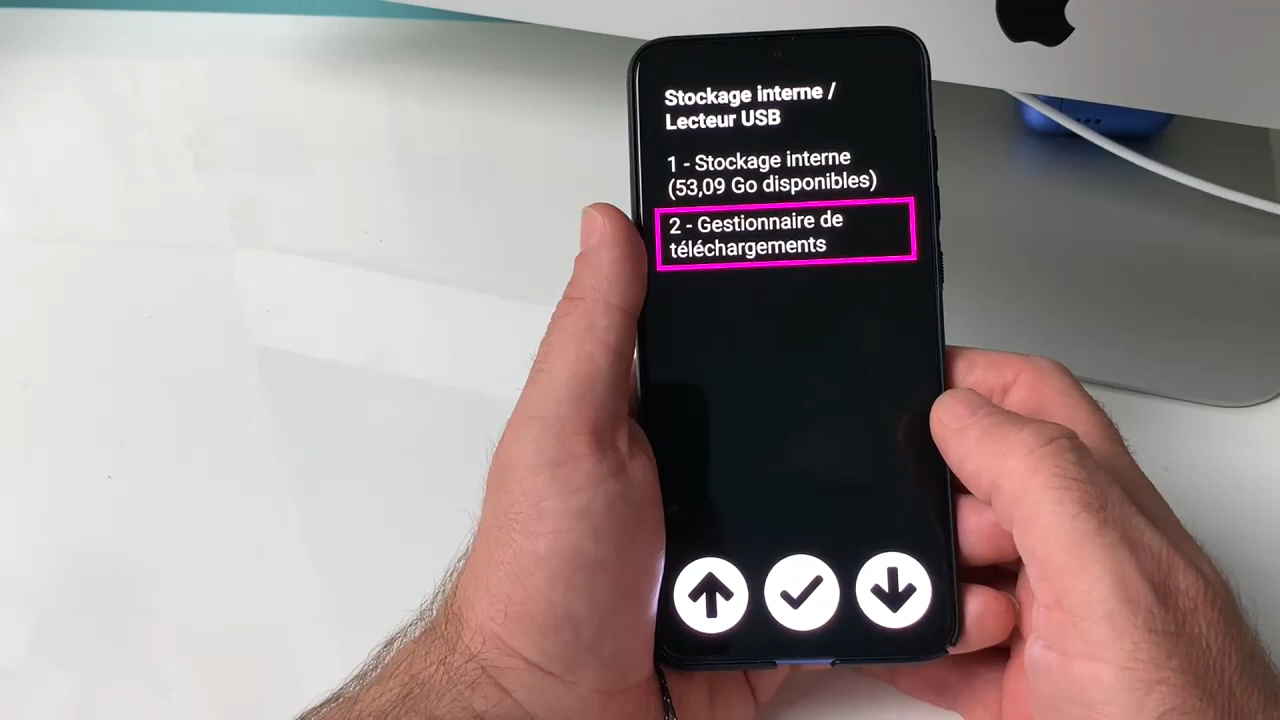 Stockage interne /
Lecteur USB
1 - Stockage interne
(53,09 Go disponibles)
2 - Gestionnaire de
téléchargements